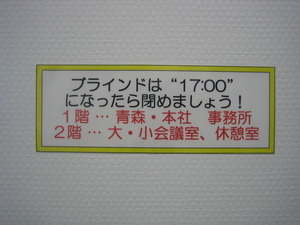 ブラインドは“17:00”
になったら閉めましょう！
１階 … 青森・本社　事務所
２階 … 大・小会議室、休憩室